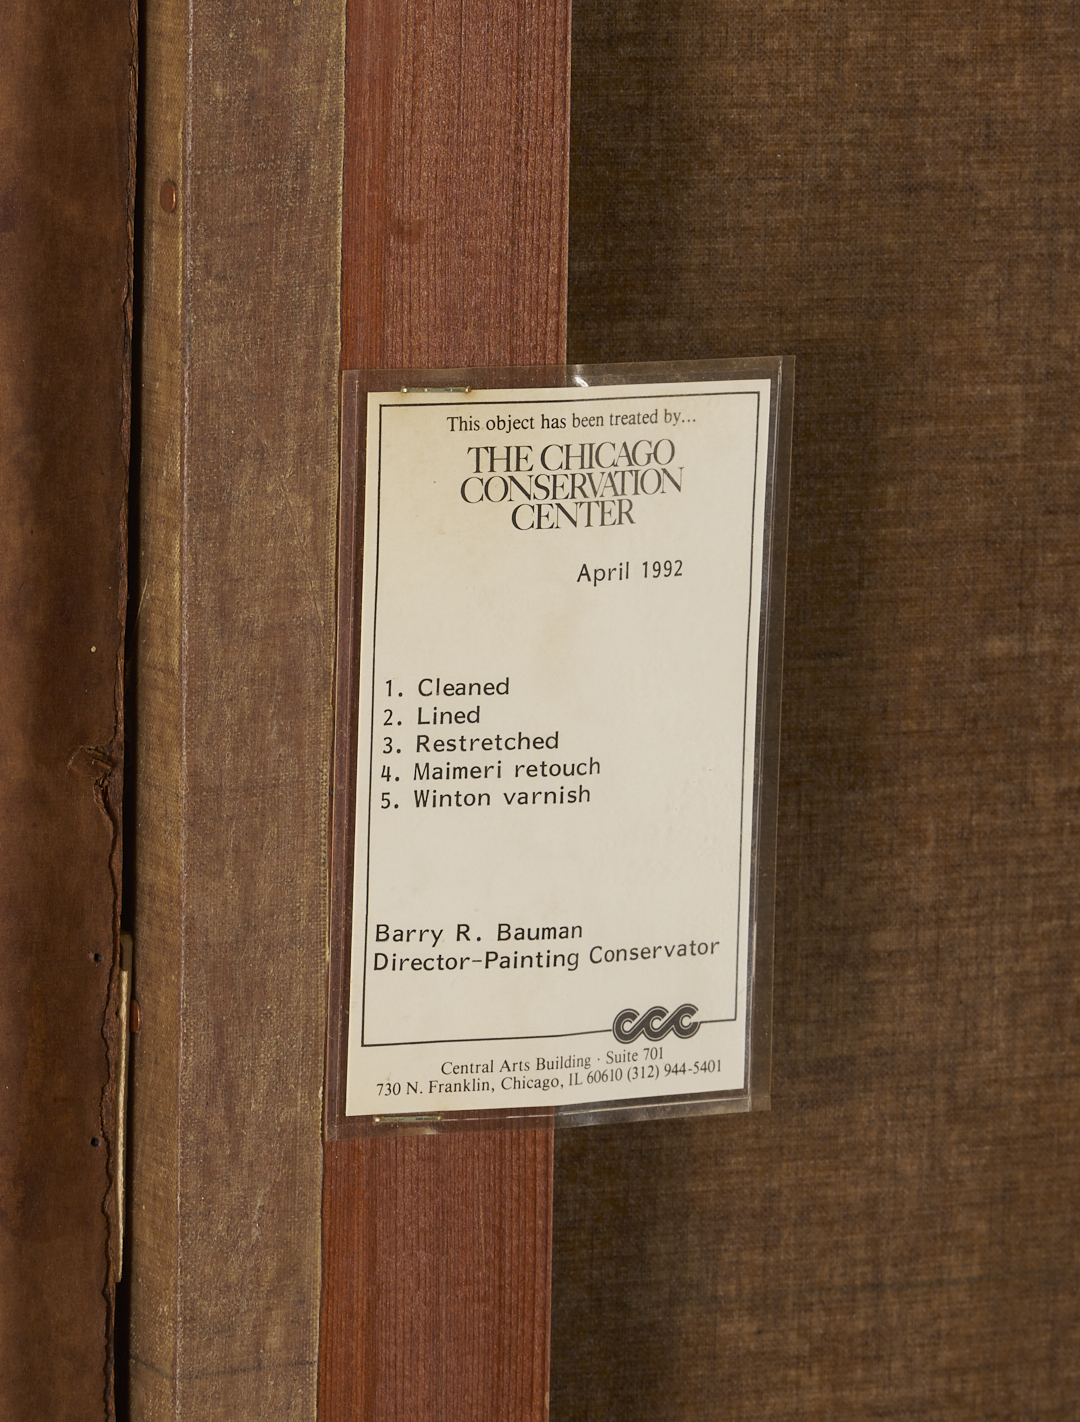 This object has been treated by...
THE CHICAGO
CONSERVATION
CENTER
April 1992
1. Cleaned
2. Lined
3. Restretched
4. Maimeri retouch
5. Winton varnish
Barry R. Bauman
Director-Painting Conservator
CCC
Central Arts Building · Suite 701
730 N. Franklin, Chicago, IL 60610 (312) 944-5401